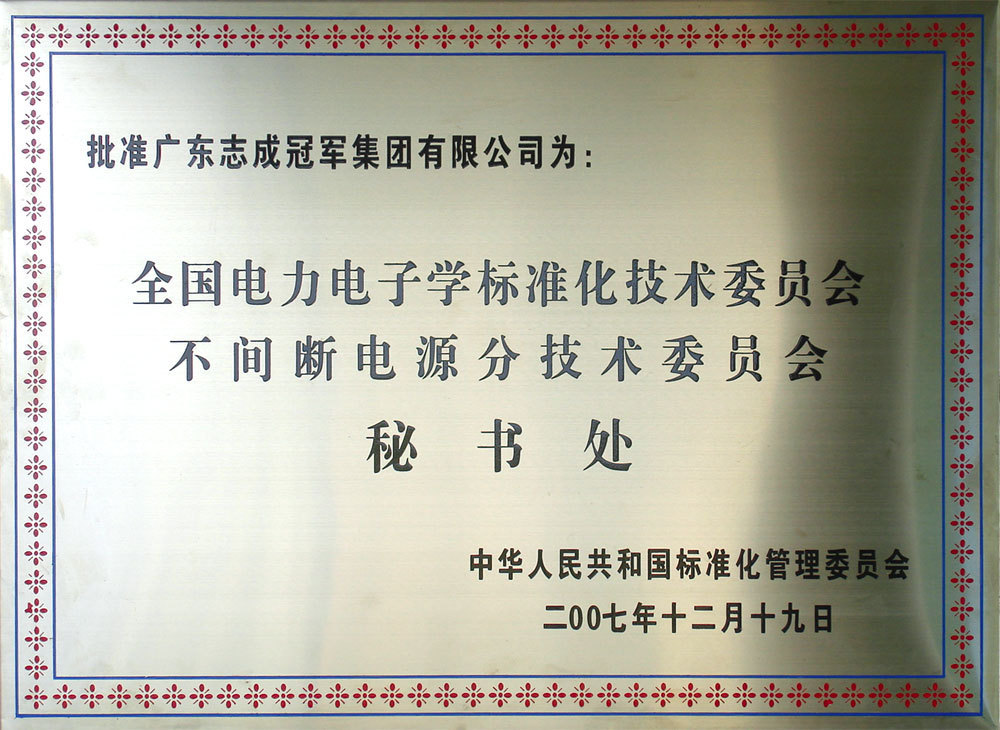 批准广东志成冠军集团有限公司为：
全国电力电子学标准化技术委员会
不间断电源分技术委员会
秘书处
中华人民共和国标准化管理委员会
二00七年十二月十九日